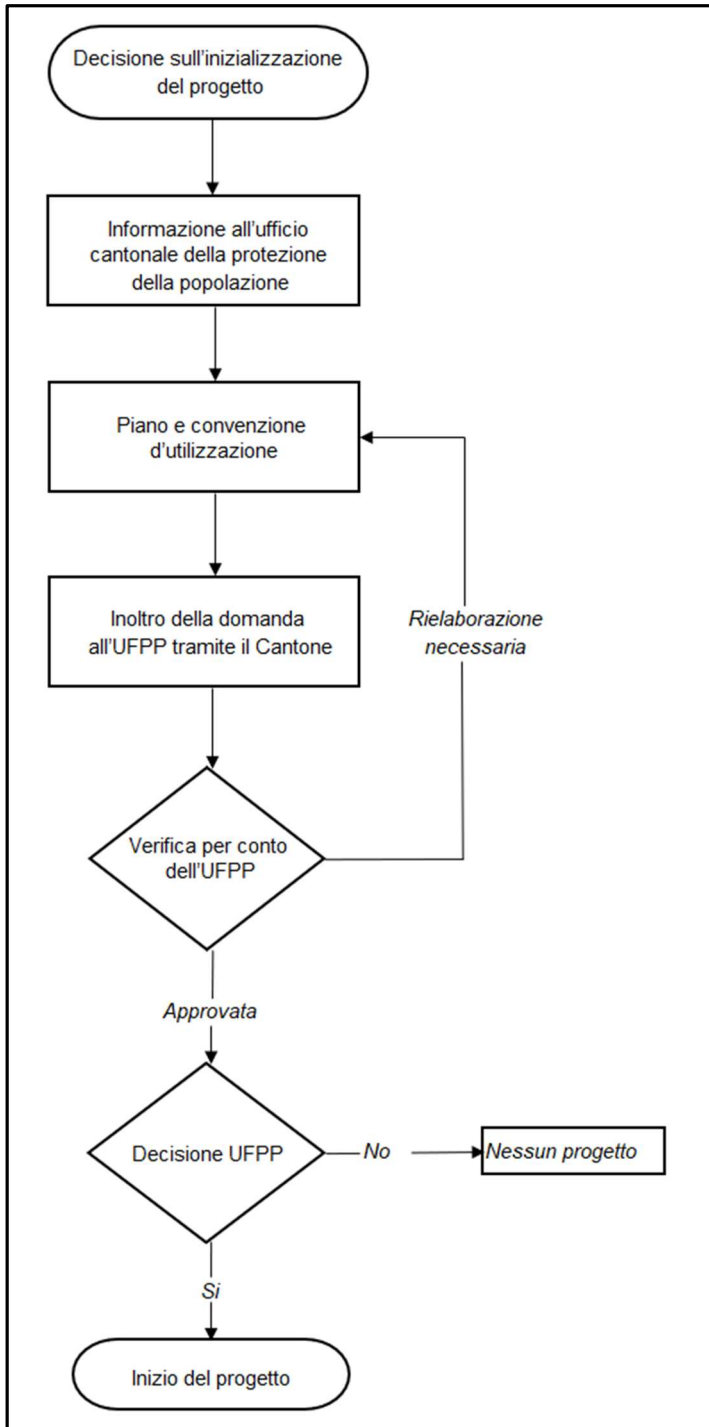 Decisione sull'inizializzazione
del progetto
Informazione all'ufficio
cantonale della protezione
della popolazione
Piano e convenzione
d'utilizzazione
Inoltro della domanda
all'UFPP tramite il Cantone
Rielaborazione
necessaria
Verifica per conto
dell'UFPP
Approvata
Decisione UFPP
No
Nessun progetto
Si
Inizio del progetto